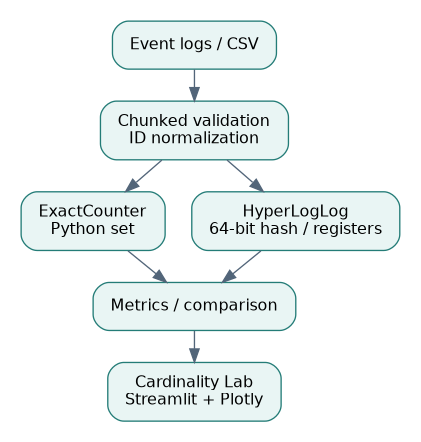 Event logs / CSV
Chunked validation
ID normalization
ExactCounter
Python set
HyperLogLog
64-bit hash / registers
Metrics / comparison
Cardinality Lab
Streamlit + Plotly